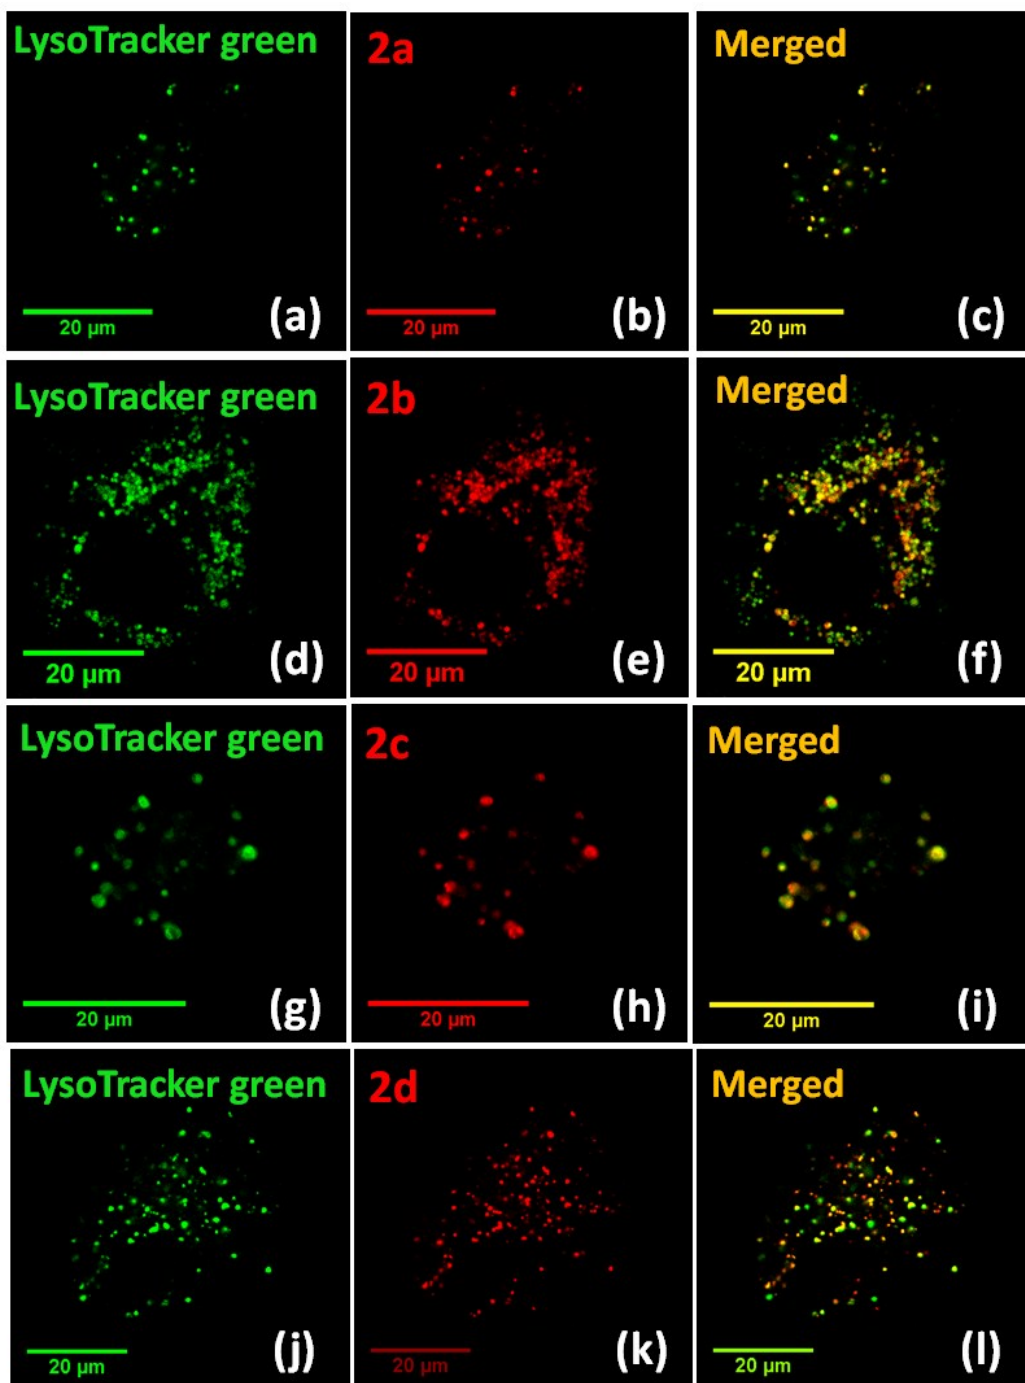 LysoTracker green
2a
Merged
20 µm
(a)
20 µm
(b)
20 µm
(c)
LysoTracker green
2b
Merged
20 µm
(d)
20 µm
(e)
20 µm
(f)
LysoTracker green
2c
Merged
20 µm
(g)
20 µm
(h)
20 µm
(i)
LysoTracker green
2d
Merged
20 µm
(j)
20 µm
(k)
20 µm
(l)